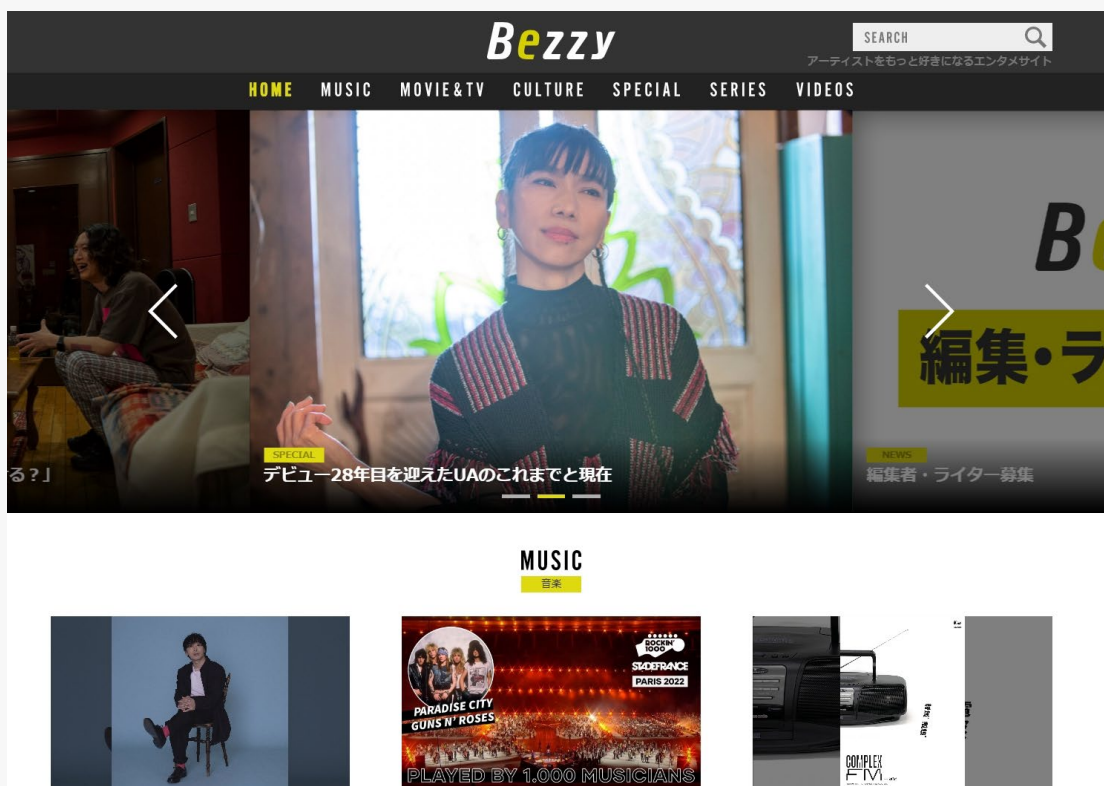 Bezzy
SEARCH
アーティストをもっと好きになるエンタメサイト
HOME MUSIC MOVIE&TV CULTURE SPECIAL SERIES VIDEOS
る？」
SPECIAL
デビュー28年目を迎えたUAのこれまでと現在
編集・ラ
NEWS
編集者・ライター募集
MUSIC
音楽
ROCKIN'
1000
STADEFRANCE
PARIS 2022
PARADISE CITY
GUNS N' ROSES
PLAYED BY 1.000 MUSICIANS
COMPLEX
FM